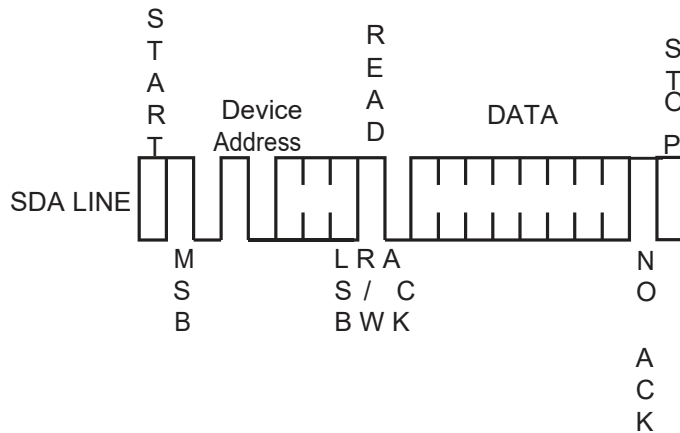 START
READ
STOP
Device
Address
DATA
SDA LINE
MSB
LSB
R/W
ACK
NO ACK